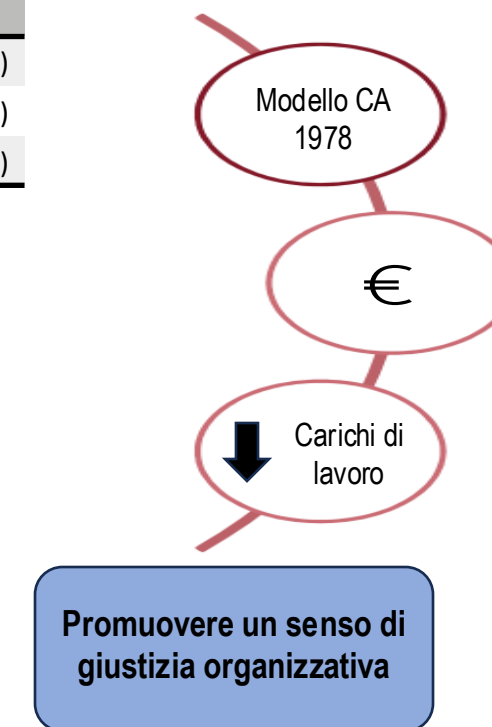 )
)
)
Modello CA
1978
€
Carichi di
lavoro
Promuovere un senso di
giustizia organizzativa